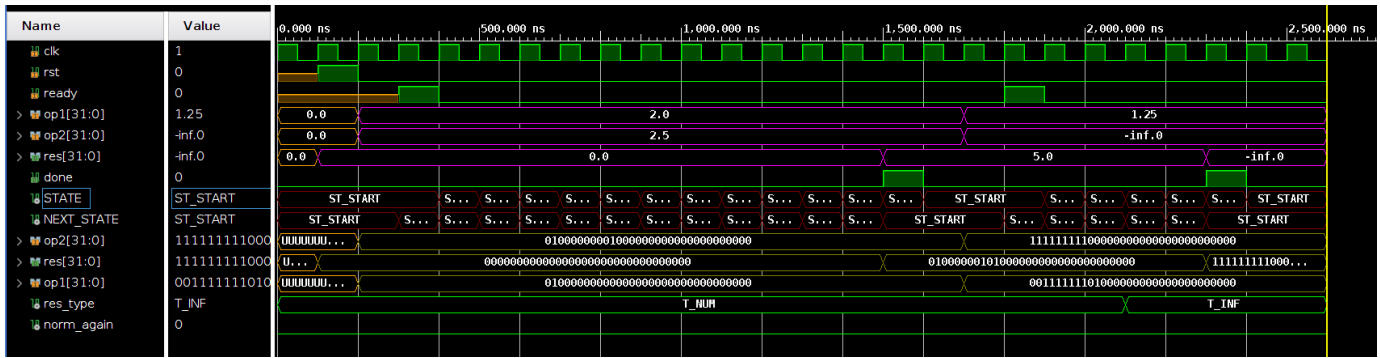 Name Value 0.000 ns 500.000 ns 1,000.000 ns 1,500.000 ns 2,000.000 ns 2,500.000 ns
clk 1
rst 0
ready 0
op1[31:0] 1.25 0.0 2.0 1.25
op2[31:0] -inf.0 0.0 2.5 -inf.0
res[31:0] -inf.0 0.0 0.0 5.0 -inf.0
done 0
STATE ST_START ST_START S... S... S... S... S... S... S... S... S... S... S... S... ST_START S... S... S... S... S... ST_START
NEXT_STATE ST_START ST_START S... S... S... S... S... S... S... S... S... S... S... S... ST_START S... S... S... S... S... ST_START
op2[31:0] 111111111000 UUUUUUU... 01000000001000000000000000000000 11111111100000000000000000000000
res[31:0] 111111111000 U... 00000000000000000000000000000000 01000000101000000000000000000000 111111111000...
op1[31:0] 001111111010 UUUUUUU... 01000000000000000000000000000000 00111111101000000000000000000000
res_type T_INF T_NUM T_INF
norm_again 0